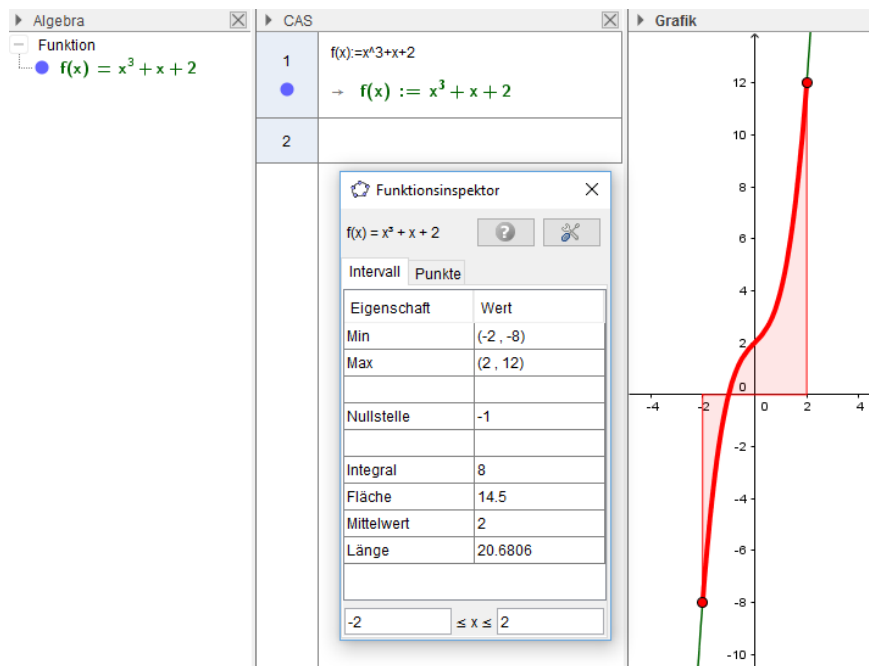 Algebra
Funktion
f(x) = x³ + x + 2
CAS
1
f(x):=x^3+x+2
→ f(x) := x³ + x + 2
2
Funktionsinspektor
f(x) = x³ + x + 2
Intervall Punkte
Eigenschaft Wert
Min (-2 , -8)
Max (2 , 12)
Nullstelle -1
Integral 8
Fläche 14.5
Mittelwert 2
Länge 20.6806
-2 ≤ x ≤ 2
Grafik
12
10
8
6
4
2
0
-4 -2 0 2 4
-2
-4
-6
-8
-10